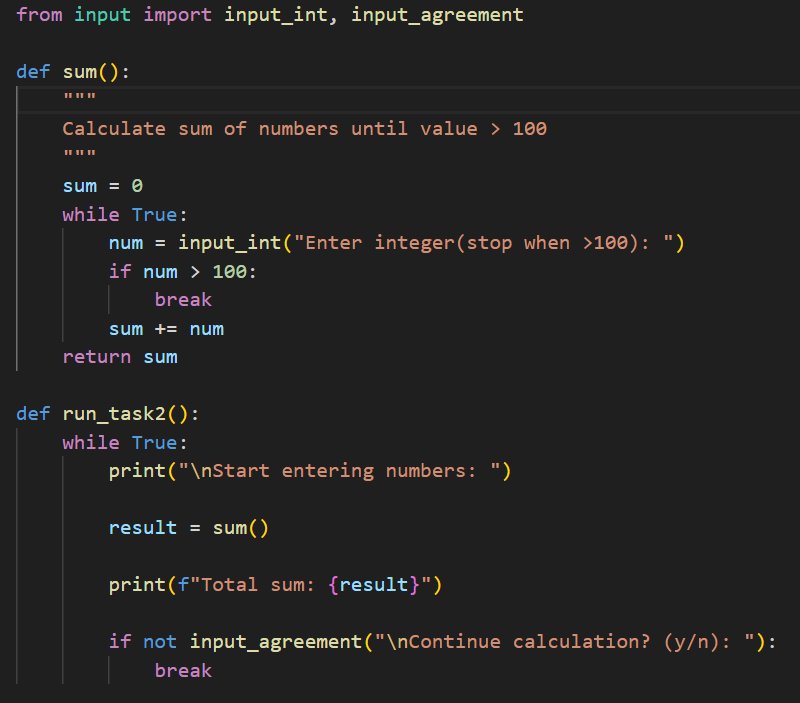 from input import input_int, input_agreement

def sum():
    """
    Calculate sum of numbers until value > 100
    """
    sum = 0
    while True:
        num = input_int("Enter integer(stop when >100): ")
        if num > 100:
            break
        sum += num
    return sum

def run_task2():
    while True:
        print("\nStart entering numbers: ")

        result = sum()

        print(f"Total sum: {result}")

        if not input_agreement("\nContinue calculation? (y/n): "):
            break